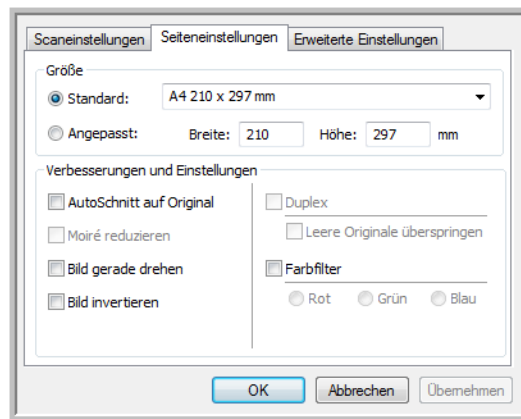 Scaneinstellungen Seiteneinstellungen Erweiterte Einstellungen
Größe
Standard: A4 210 x 297 mm
Angepasst: Breite: 210 Höhe: 297 mm
Verbesserungen und Einstellungen
AutoSchnitt auf Original Duplex
Moiré reduzieren Leere Originale überspringen
Bild gerade drehen Farbfilter
Bild invertieren Rot Grün Blau
OK Abbrechen Übernehmen